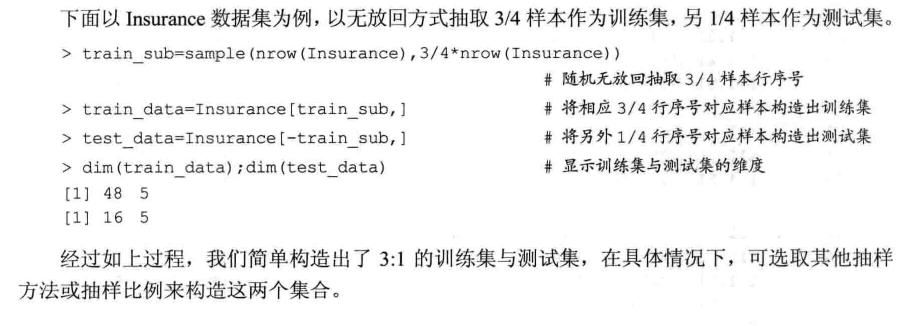 下面以 Insurance 数据集为例，以无放回方式抽取 3/4 样本作为训练集，另 1/4 样本作为测试集。
> train_sub=sample(nrow(Insurance),3/4*nrow(Insurance))
# 随机无放回抽取 3/4 样本行序号
> train_data=Insurance[train_sub,] # 将相应 3/4 行序号对应样本构造出训练集
> test_data=Insurance[-train_sub,] # 将另外 1/4 行序号对应样本构造出测试集
> dim(train_data);dim(test_data) # 显示训练集与测试集的维度
[1] 48 5
[1] 16 5
经过如上过程，我们简单构造出了 3:1 的训练集与测试集，在具体情况下，可选取其他抽样
方法或抽样比例来构造这两个集合。